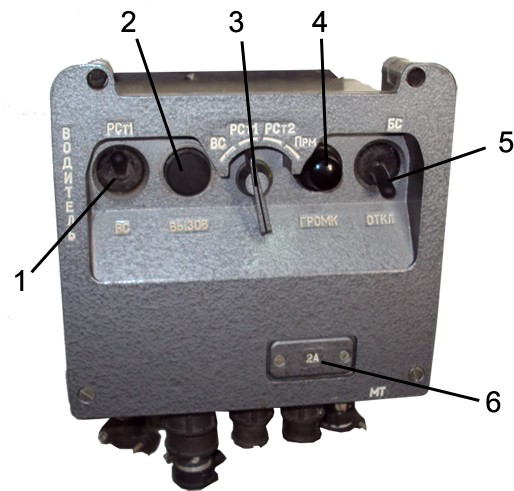 2
3
4
РСТ1
ВС
РСТ1
РСТ2
Прм
БС
5
ВОДИТЕЛЬ
ВС
ВЫЗОВ
ГРОМК
ОТКЛ
1
2А
МТ
6